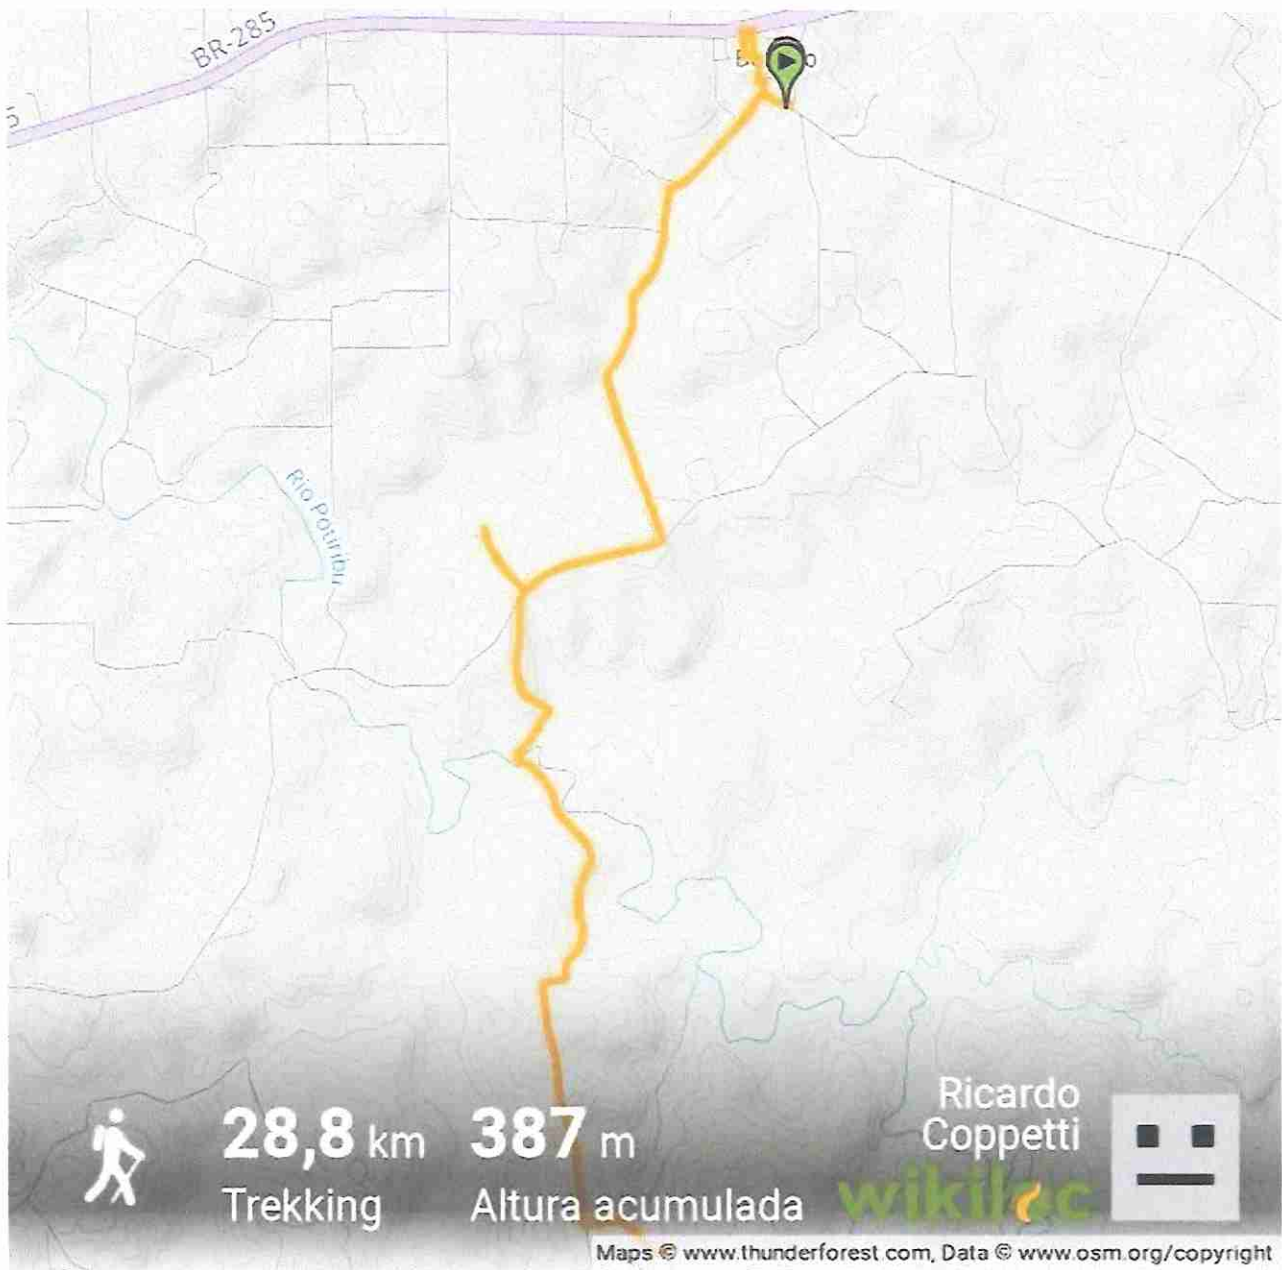 BR-285
5
Rio Potiribu
28,8 km
Trekking
387 m
Altura acumulada
Ricardo
Coppetti
wikiloc
Maps © www.thunderforest.com, Data © www.osm.org/copyright